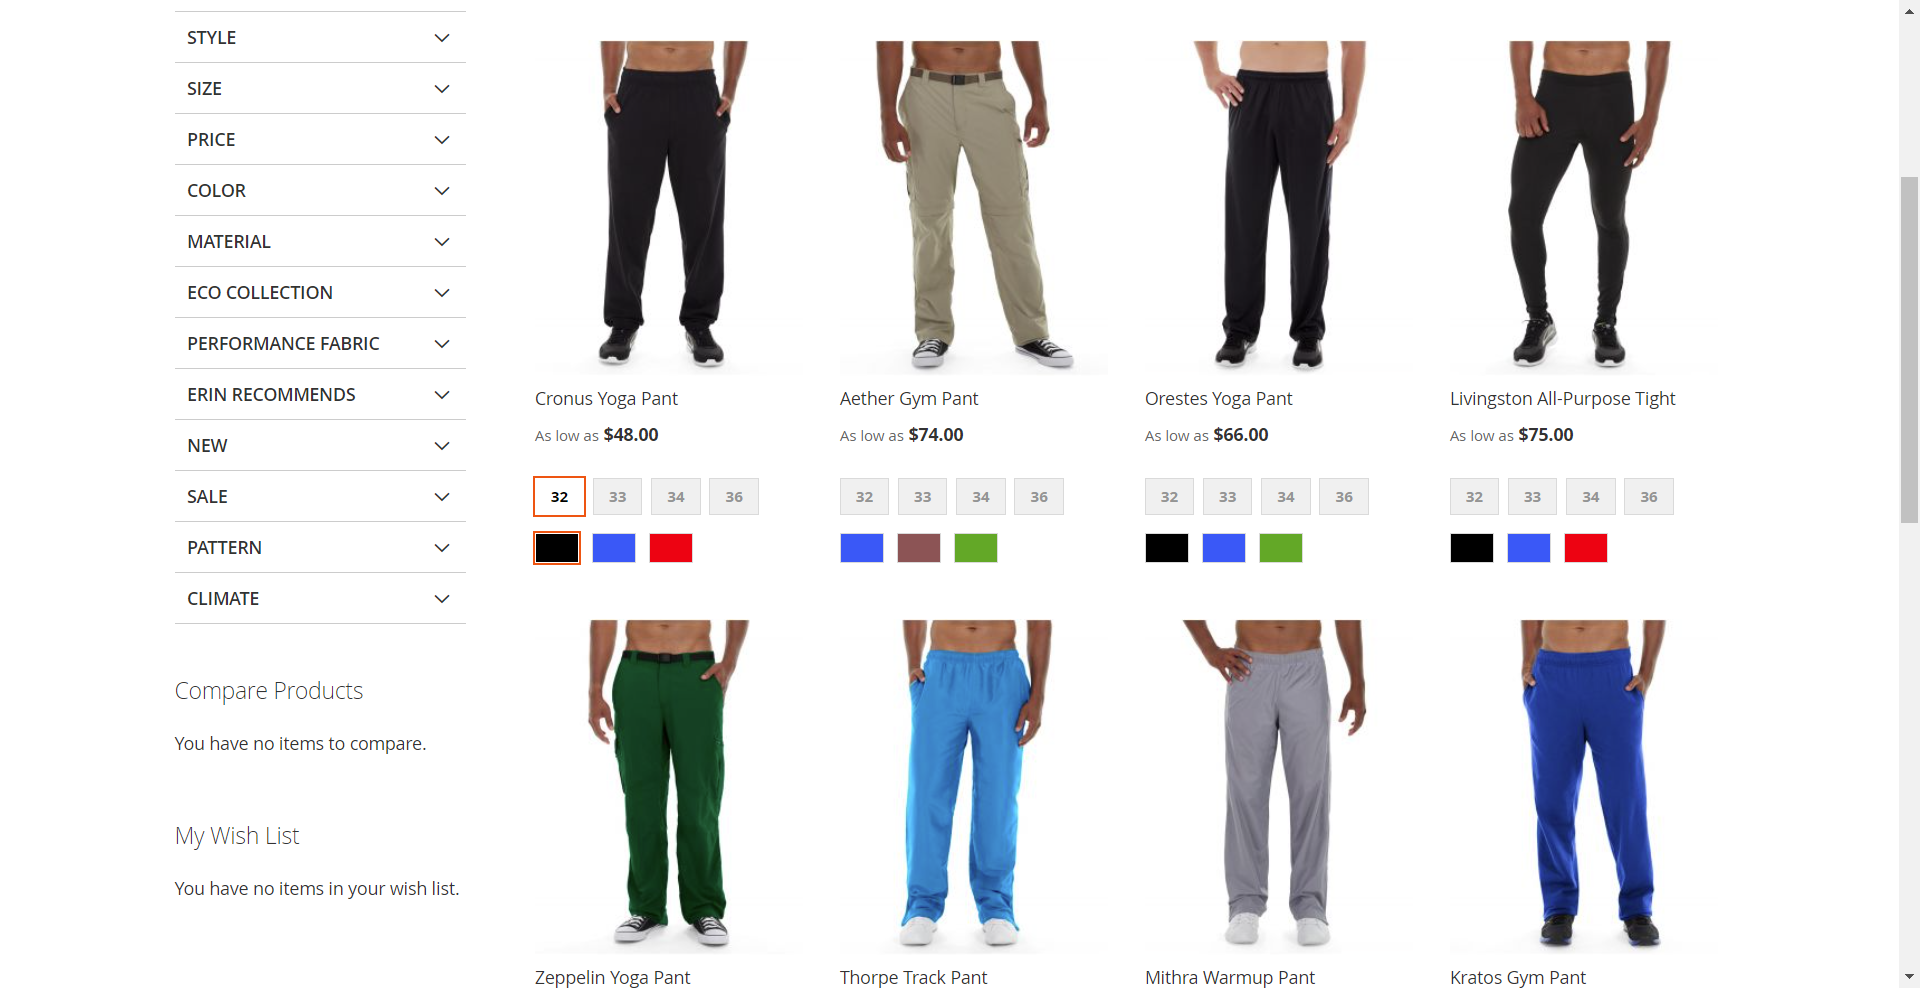 STYLE
SIZE
PRICE
COLOR
MATERIAL
ECO COLLECTION
PERFORMANCE FABRIC
ERIN RECOMMENDS
NEW
SALE
PATTERN
CLIMATE
Compare Products
You have no items to compare.
My Wish List
You have no items in your wish list.
Cronus Yoga Pant
As low as $48.00
32 33 34 36
Aether Gym Pant
As low as $74.00
32 33 34 36
Orestes Yoga Pant
As low as $66.00
32 33 34 36
Livingston All-Purpose Tight
As low as $75.00
32 33 34 36
Zeppelin Yoga Pant
Thorpe Track Pant
Mithra Warmup Pant
Kratos Gym Pant